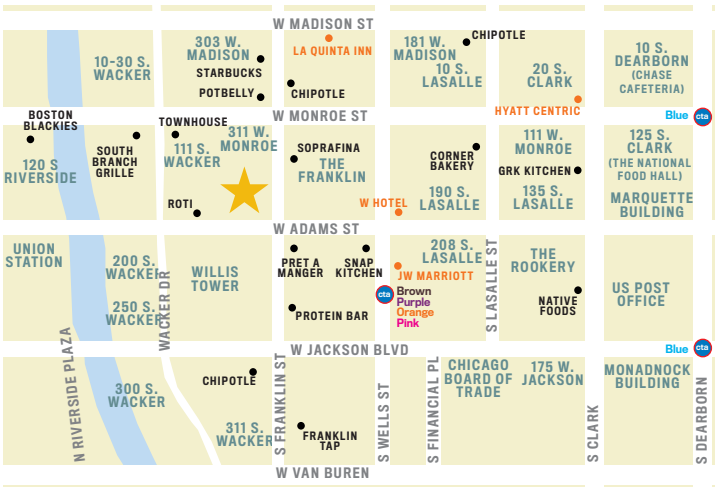 W MADISON ST
10-30 S.
WACKER
303 W.
MADISON
STARBUCKS
POTBELLY
LA QUINTA INN
CHIPOTLE
181 W.
MADISON
10 S.
LASALLE
CHIPOTLE
20 S.
CLARK
HYATT CENTRIC
10 S.
DEARBORN
(CHASE
CAFETERIA)
W MONROE ST
Blue
cta
BOSTON
BLACKIES
120 S
RIVERSIDE
SOUTH
BRANCH
GRILLE
TOWNHOUSE
111 S.
WACKER
311 W.
MONROE
ROTI
SOPRAFINA
THE
FRANKLIN
W HOTEL
CORNER
BAKERY
190 S.
LASALLE
111 W.
MONROE
GRK KITCHEN
135 S.
LASALLE
125 S.
CLARK
(THE NATIONAL
FOOD HALL)
MARQUETTE
BUILDING
W ADAMS ST
UNION
STATION
200 S.
WACKER
250 S.
WACKER
WACKER DR
WILLIS
TOWER
PRET A
MANGER
SNAP
KITCHEN
PROTEIN BAR
208 S.
LASALLE
JW MARRIOTT
cta
Brown
Purple
Orange
Pink
S LASALLE ST
THE
ROOKERY
NATIVE
FOODS
US POST
OFFICE
W JACKSON BLVD
Blue
cta
N RIVERSIDE PLAZA
300 S.
WACKER
CHIPOTLE
311 S.
WACKER
S FRANKLIN ST
FRANKLIN
TAP
S WELLS ST
S FINANCIAL PL
CHICAGO
BOARD OF
TRADE
175 W.
JACKSON
S CLARK
MONADNOCK
BUILDING
S DEARBORN
W VAN BUREN